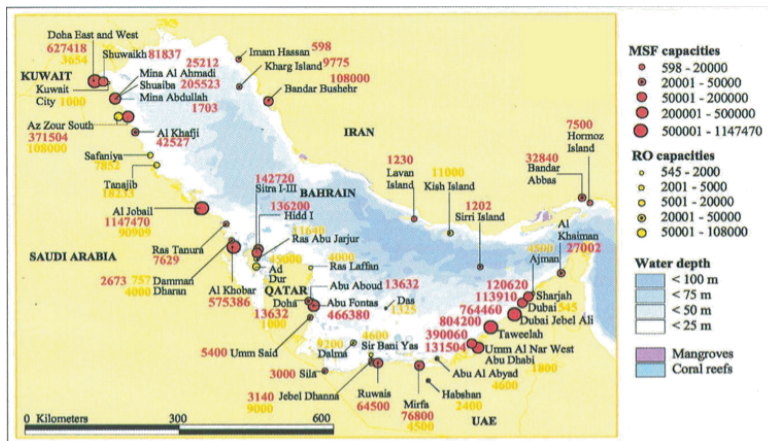 Doha East and West
627418
3654
Shuwaikh 81837
25212
KUWAIT
Mina Al Ahmadi
Shuaiba 205523
Mina Abdullah
1703
Kuwait
City 1000
Az Zour South
371504
108000
Al Khafji
42527
Safaniya
7852
Tanajib
18233
Al Jobail
1147470
90909
SAUDI ARABIA
Ras Tanura
7629
2673 757
4000
Damman
Dharan
Al Khobar
575386
Imam Hassan 598
Kharg Island 9775
108000
Bandar Bushehr
IRAN
142720
Sitra I-III
BAHRAIN
136200
Hidd I
11640
Ras Abu Jarjur
45000
Ad
Dur
4000
Ras Laffan
QATAR
Abu Aboud 13632
Doha
Abu Fontas
466380
13632
1000
5400 Umm Said
Das
1325
1230
Lavan
Island
11000
Kish Island
1202
Sirri Island
7500
Hormoz
Island
32840
Bandar
Abbas
Al
Khaiman
27002
4500
Ajman
120620
113910
Sharjah
Dubai 545
764460
Dubai Jebel Ali
804200
Taweelah
390060
131504
Umm Al Nar West
Abu Dhabi
1800
Abu Al Abyad
4600
Habshan
2400
4600
9200 Sir Bani Yas
Dalma
3000 Sila
3140 Jebel Dhanna
9000
Ruwais
64500
Mirfa
76800
4500
UAE
0 Kilometers 300 600
MSF capacities
598 - 20000
20001 - 50000
50001 - 200000
200001 - 500000
500001 - 1147470
RO capacities
545 - 2000
2001 - 5000
5001 - 20000
20001 - 50000
50001 - 108000
Water depth
< 100 m
< 75 m
< 50 m
< 25 m
Mangroves
Coral reefs